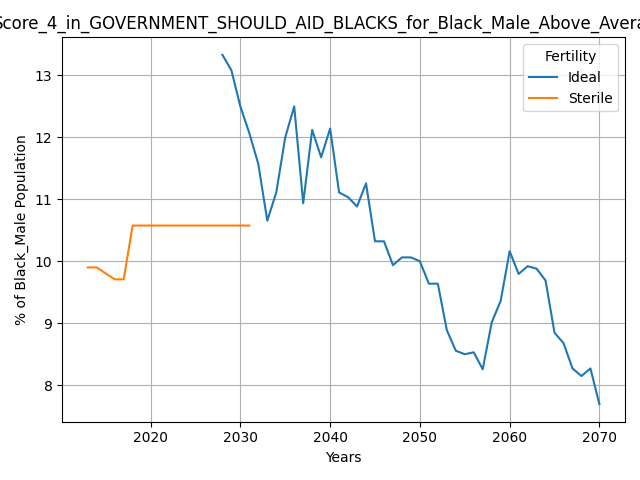 Score_4_in_GOVERNMENT_SHOULD_AID_BLACKS_for_Black_Male_Above_Avera
Fertility
Ideal
Sterile
% of Black_Male Population
13
12
11
10
9
8
2020 2030 2040 2050 2060 2070
Years